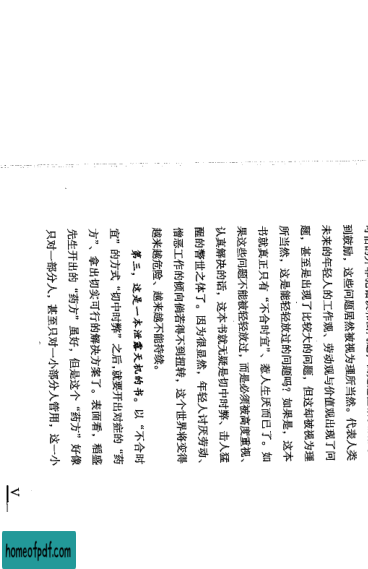 到鼓励，这些问题居然被视为理所当然。代表人类
未来的年轻人的工作观、劳动观与价值观出现了问
题，甚至是出现了比较大的问题，但这却被视为理
所当然，这是能轻轻放过的问题吗？如果是，这本
书就真正只有“不合时宜”、惹人生厌而已了。如
果这些问题不能被轻轻放过，而是必须被高度重视、
认真解决的话，这本书就无疑是切中时弊、击人猛
醒的警世之作了。因为很显然，年轻人讨厌劳动、
憎恶工作的倾向倘若得不到扭转，这个世界将变得
越来越危险、越来越不能持续。
第三，这是一本泄露天机的书。以“不合时
宜”的方式“切中时弊”之后，就要开出对症的“药
方”、拿出切实可行的解决方案了。表面看，稻盛
先生开出的“药方”虽好，但是这个“药方”好像
只对一部分人，甚至只对一小部分人管用，这一小
V
homeofpdf.com